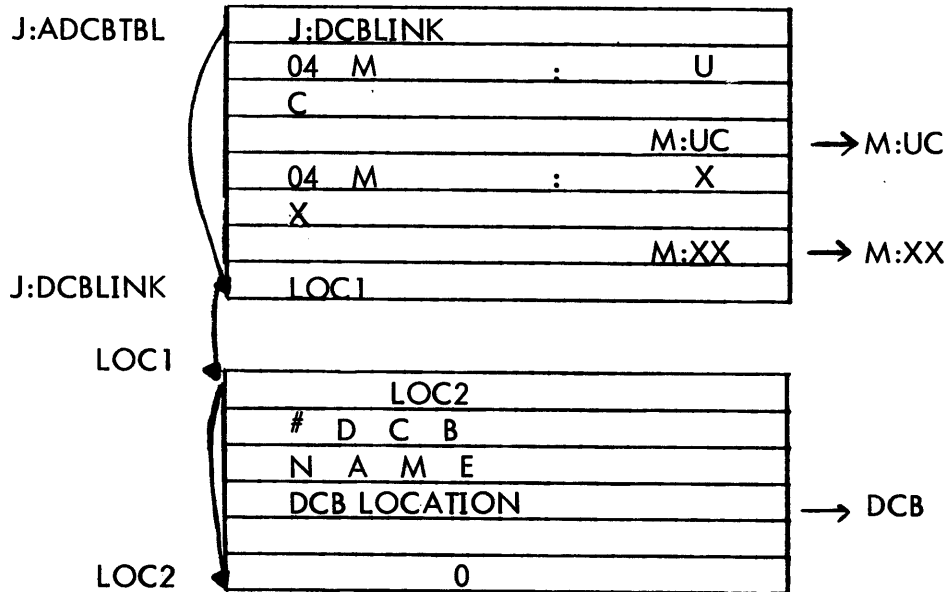 J:ADCBTBL J:DCBLINK
04 M : U
C
M:UC → M:UC
04 M : X
X
M:XX → M:XX
J:DCBLINK LOC1
LOC1
LOC2
# D C B
N A M E
DCB LOCATION → DCB
LOC2 0